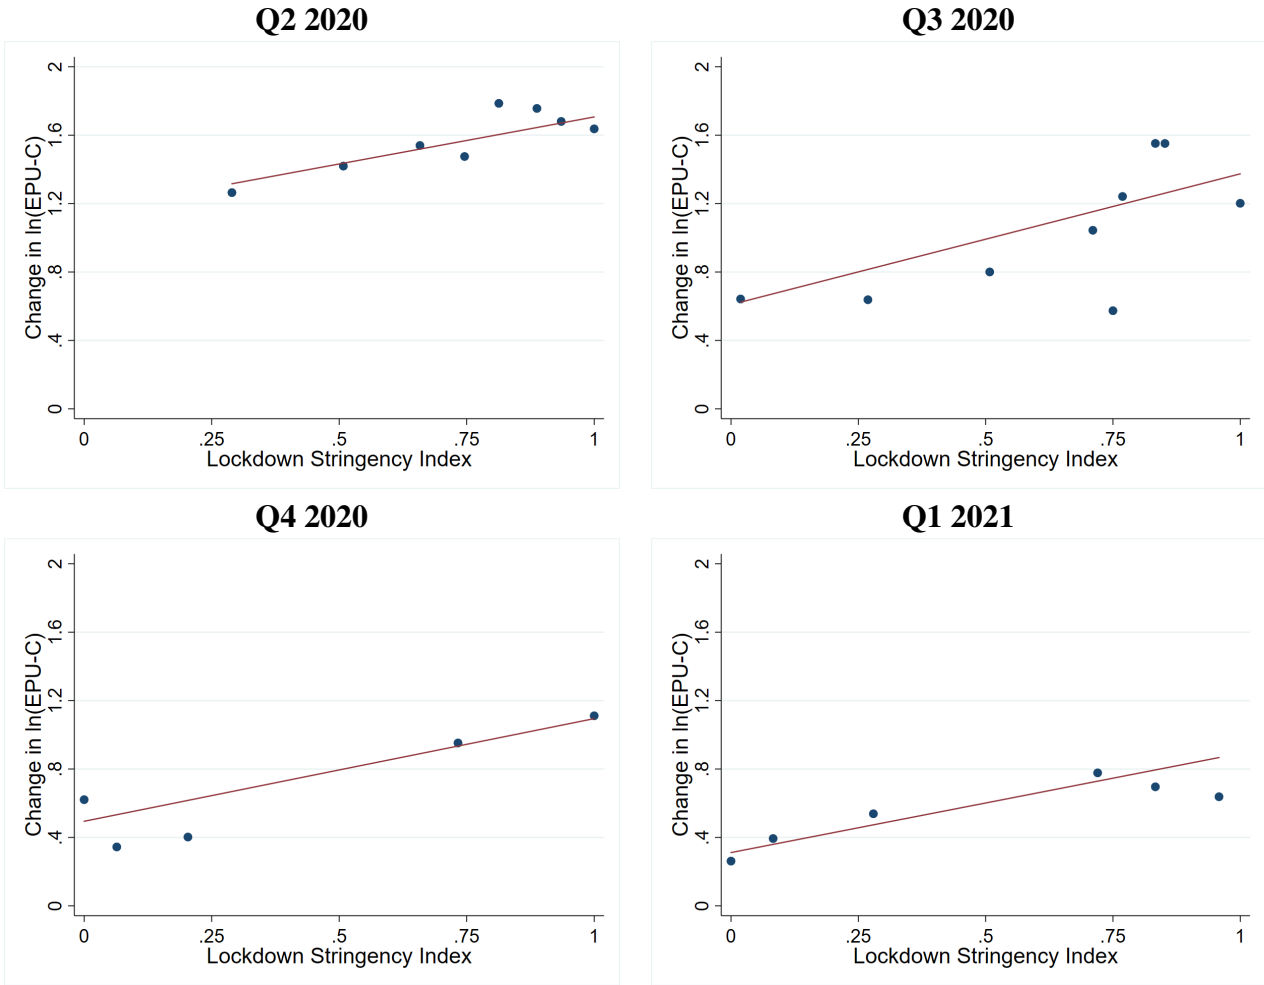 Q2 2020
Change in ln(EPU-C)
2
1.6
1.2
.8
.4
0
0 .25 .5 .75 1
Lockdown Stringency Index
Q3 2020
Change in ln(EPU-C)
2
1.6
1.2
.8
.4
0
0 .25 .5 .75 1
Lockdown Stringency Index
Q4 2020
Change in ln(EPU-C)
2
1.6
1.2
.8
.4
0
0 .25 .5 .75 1
Lockdown Stringency Index
Q1 2021
Change in ln(EPU-C)
2
1.6
1.2
.8
.4
0
0 .25 .5 .75 1
Lockdown Stringency Index